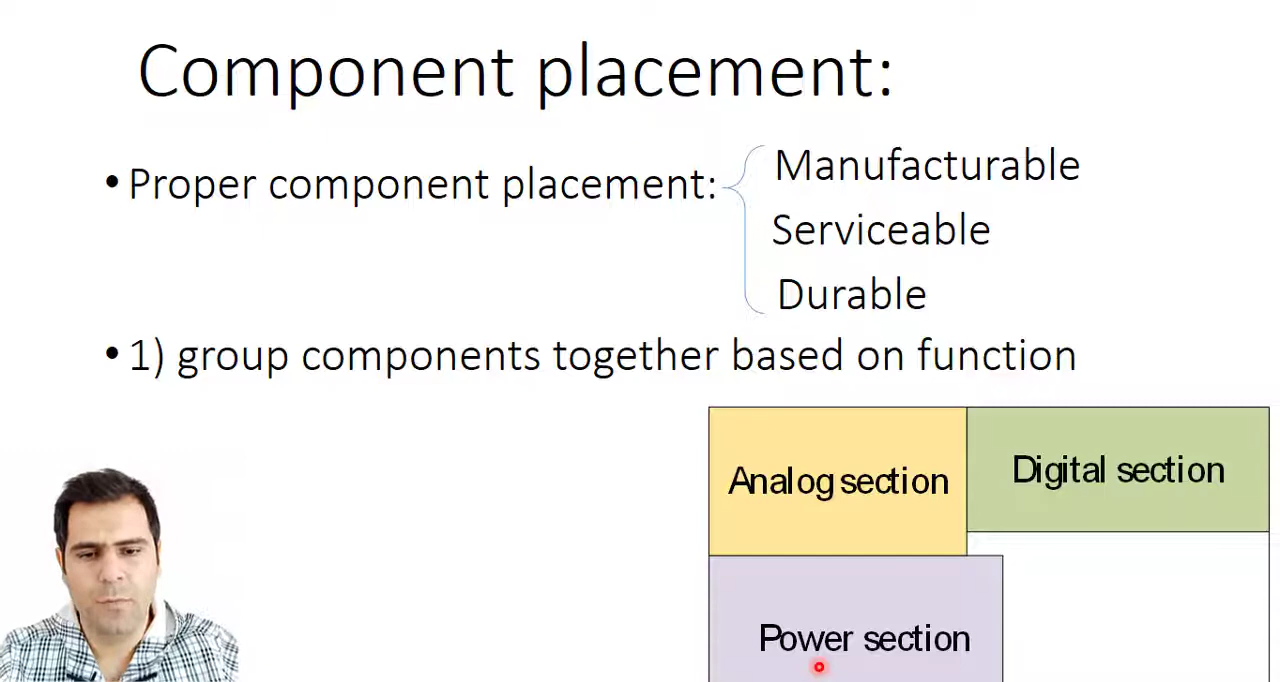 Component placement:
• Proper component placement:
Manufacturable
Serviceable
Durable
• 1) group components together based on function
Analog section
Digital section
Power section